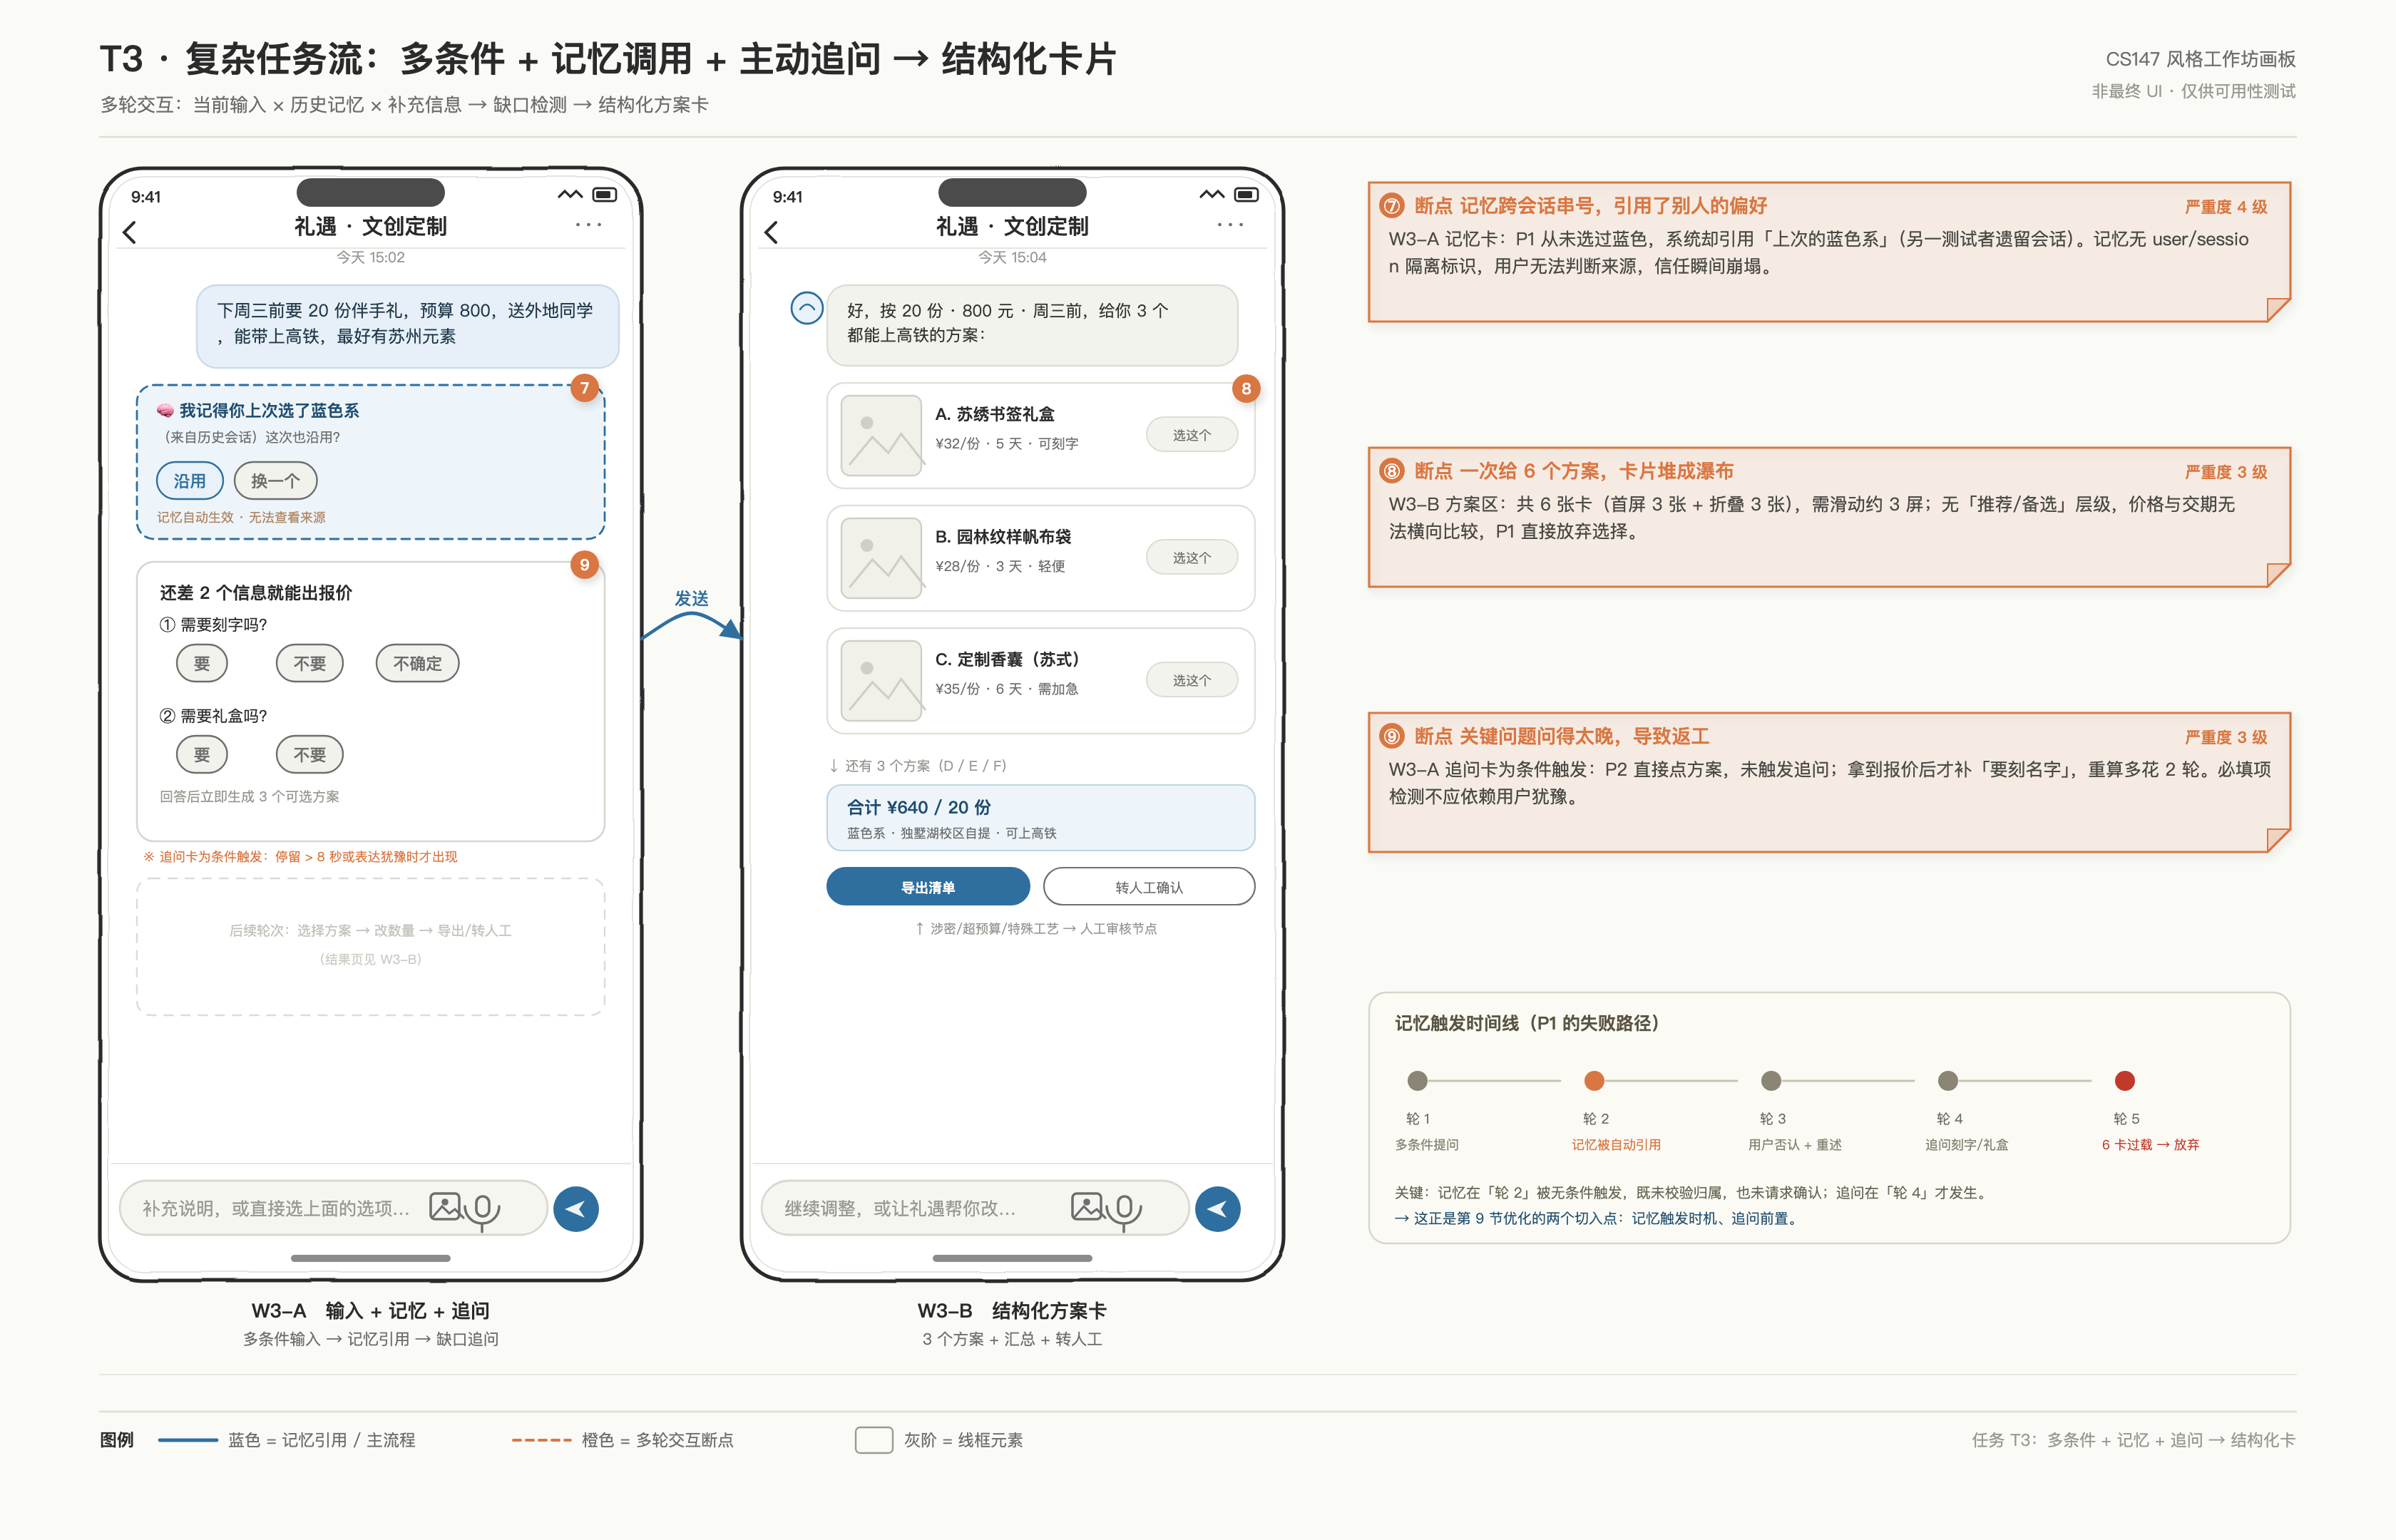 T3 · 复杂任务流：多条件 + 记忆调用 + 主动追问 → 结构化卡片
CS147 风格工作坊画板
多轮交互：当前输入 × 历史记忆 × 补充信息 → 缺口检测 → 结构化方案卡
非最终 UI · 仅供可用性测试
9:41
礼遇 · 文创定制
···
今天 15:02
下周三前要 20 份伴手礼，预算 800，送外地同学
，能带上高铁，最好有苏州元素
7
🧠 我记得你上次选了蓝色系
（来自历史会话）这次也沿用？
沿用 换一个
记忆自动生效 · 无法查看来源
9
还差 2 个信息就能出报价
① 需要刻字吗？
要 不要 不确定
② 需要礼盒吗？
要 不要
回答后立即生成 3 个可选方案
※ 追问卡为条件触发：停留 > 8 秒或表达犹豫时才出现
后续轮次：选择方案 → 改数量 → 导出/转人工
（结果页见 W3-B）
补充说明，或直接选上面的选项…
W3-A 输入 + 记忆 + 追问
多条件输入 → 记忆引用 → 缺口追问
发送
9:41
礼遇 · 文创定制
···
今天 15:04
好，按 20 份 · 800 元 · 周三前，给你 3 个
都能上高铁的方案：
8
A. 苏绣书签礼盒
¥32/份 · 5 天 · 可刻字
选这个
B. 园林纹样帆布袋
¥28/份 · 3 天 · 轻便
选这个
C. 定制香囊（苏式）
¥35/份 · 6 天 · 需加急
选这个
↓ 还有 3 个方案（D / E / F）
合计 ¥640 / 20 份
蓝色系 · 独墅湖校区自提 · 可上高铁
导出清单 转人工确认
↑ 涉密/超预算/特殊工艺 → 人工审核节点
继续调整，或让礼遇帮你改…
W3-B 结构化方案卡
3 个方案 + 汇总 + 转人工
⑦ 断点 记忆跨会话串号，引用了别人的偏好 严重度 4 级
W3-A 记忆卡：P1 从未选过蓝色，系统却引用「上次的蓝色系」（另一测试者遗留会话）。记忆无 user/sessio
n 隔离标识，用户无法判断来源，信任瞬间崩塌。
⑧ 断点 一次给 6 个方案，卡片堆成瀑布 严重度 3 级
W3-B 方案区：共 6 张卡（首屏 3 张 + 折叠 3 张），需滑动约 3 屏；无「推荐/备选」层级，价格与交期无
法横向比较，P1 直接放弃选择。
⑨ 断点 关键问题问得太晚，导致返工 严重度 3 级
W3-A 追问卡为条件触发：P2 直接点方案，未触发追问；拿到报价后才补「要刻名字」，重算多花 2 轮。必填项
检测不应依赖用户犹豫。
记忆触发时间线（P1 的失败路径）
轮 1 轮 2 轮 3 轮 4 轮 5
多条件提问 记忆被自动引用 用户否认 + 重述 追问刻字/礼盒 6 卡过载 → 放弃
关键：记忆在「轮 2」被无条件触发，既未校验归属，也未请求确认；追问在「轮 4」才发生。
→ 这正是第 9 节优化的两个切入点：记忆触发时机、追问前置。
图例 蓝色 = 记忆引用 / 主流程 橙色 = 多轮交互断点 灰阶 = 线框元素
任务 T3：多条件 + 记忆 + 追问 → 结构化卡